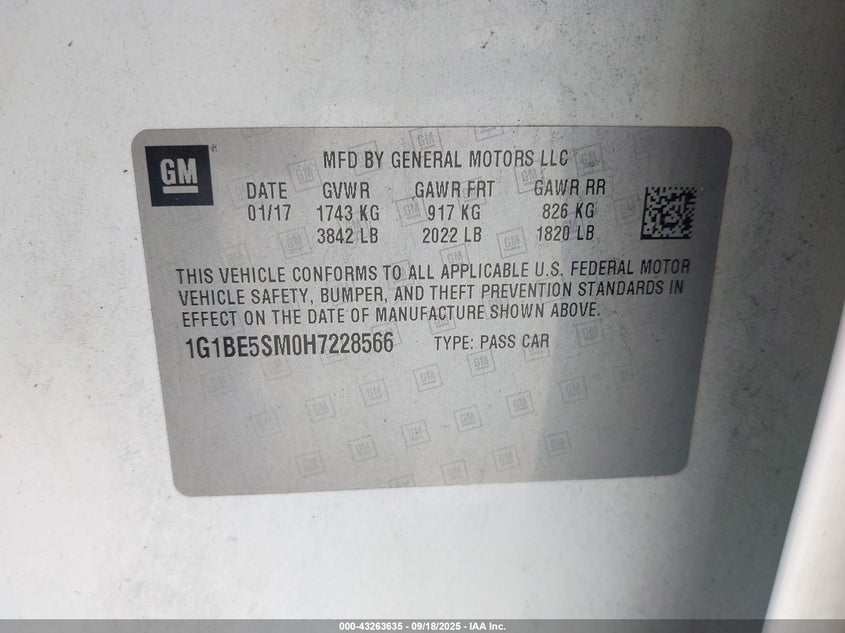 GM
MFD BY GENERAL MOTORS LLC
DATE GVWR GAWR FRT GAWR RR
01/17 1743 KG 917 KG 826 KG
3842 LB 2022 LB 1820 LB
THIS VEHICLE CONFORMS TO ALL APPLICABLE U.S. FEDERAL MOTOR
VEHICLE SAFETY, BUMPER, AND THEFT PREVENTION STANDARDS IN
EFFECT ON THE DATE OF MANUFACTURE SHOWN ABOVE.
1G1BE5SM0H7228566 TYPE: PASS CAR
000-43263635 - 09/18/2025 - IAA Inc.